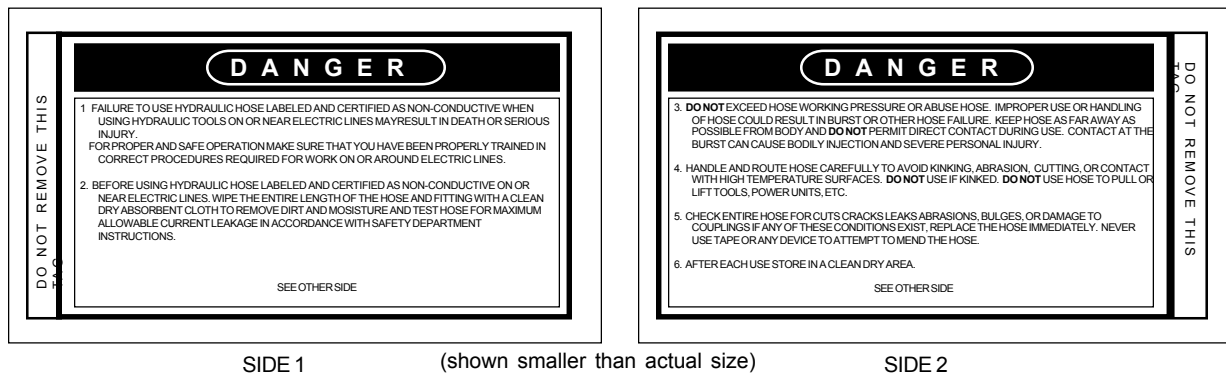 DO NOT REMOVE THIS
TAG
DANGER
1 FAILURE TO USE HYDRAULIC HOSE LABELED AND CERTIFIED AS NON-CONDUCTIVE WHEN
USING HYDRAULIC TOOLS ON OR NEAR ELECTRIC LINES MAYRESULT IN DEATH OR SERIOUS
INJURY.
FOR PROPER AND SAFE OPERATION MAKE SURE THAT YOU HAVE BEEN PROPERLY TRAINED IN
CORRECT PROCEDURES REQUIRED FOR WORK ON OR AROUND ELECTRIC LINES.
2. BEFORE USING HYDRAULIC HOSE LABELED AND CERTIFIED AS NON-CONDUCTIVE ON OR
NEAR ELECTRIC LINES. WIPE THE ENTIRE LENGTH OF THE HOSE AND FITTING WITH A CLEAN
DRY ABSORBENT CLOTH TO REMOVE DIRT AND MOSISTURE AND TEST HOSE FOR MAXIMUM
ALLOWABLE CURRENT LEAKAGE IN ACCORDANCE WITH SAFETY DEPARTMENT
INSTRUCTIONS.
SEE OTHER SIDE
SIDE 1
(shown smaller than actual size)
DANGER
3. DO NOT EXCEED HOSE WORKING PRESSURE OR ABUSE HOSE. IMPROPER USE OR HANDLING
OF HOSE COULD RESULT IN BURST OR OTHER HOSE FAILURE. KEEP HOSE AS FAR AWAY AS
POSSIBLE FROM BODY AND DO NOT PERMIT DIRECT CONTACT DURING USE. CONTACT AT THE
BURST CAN CAUSE BODILY INJECTION AND SEVERE PERSONAL INJURY.
4. HANDLE AND ROUTE HOSE CAREFULLY TO AVOID KINKING, ABRASION, CUTTING, OR CONTACT
WITH HIGH TEMPERATURE SURFACES. DO NOT USE IF KINKED. DO NOT USE HOSE TO PULL OR
LIFT TOOLS, POWER UNITS, ETC.
5. CHECK ENTIRE HOSE FOR CUTS CRACKS LEAKS ABRASIONS, BULGES, OR DAMAGE TO
COUPLINGS IF ANY OF THESE CONDITIONS EXIST, REPLACE THE HOSE IMMEDIATELY. NEVER
USE TAPE OR ANY DEVICE TO ATTEMPT TO MEND THE HOSE.
6. AFTER EACH USE STORE IN A CLEAN DRY AREA.
SEE OTHER SIDE
DO NOT REMOVE THIS
TAG
SIDE 2